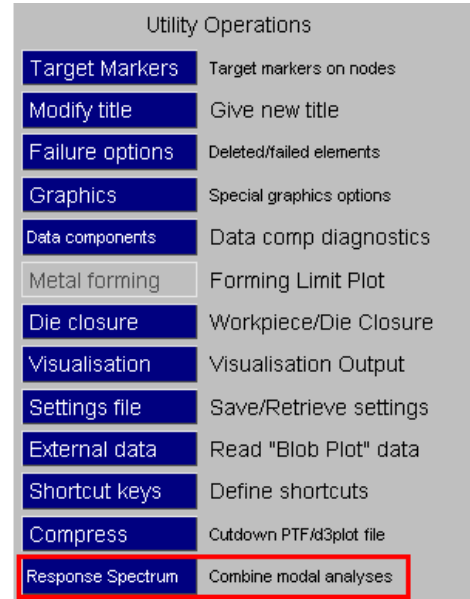 Utility Operations
Target Markers Target markers on nodes
Modify title Give new title
Failure options Deleted/failed elements
Graphics Special graphics options
Data components Data comp diagnostics
Metal forming Forming Limit Plot
Die closure Workpiece/Die Closure
Visualisation Visualisation Output
Settings file Save/Retrieve settings
External data Read "Blob Plot" data
Shortcut keys Define shortcuts
Compress Cutdown PTF/d3plot file
Response Spectrum Combine modal analyses